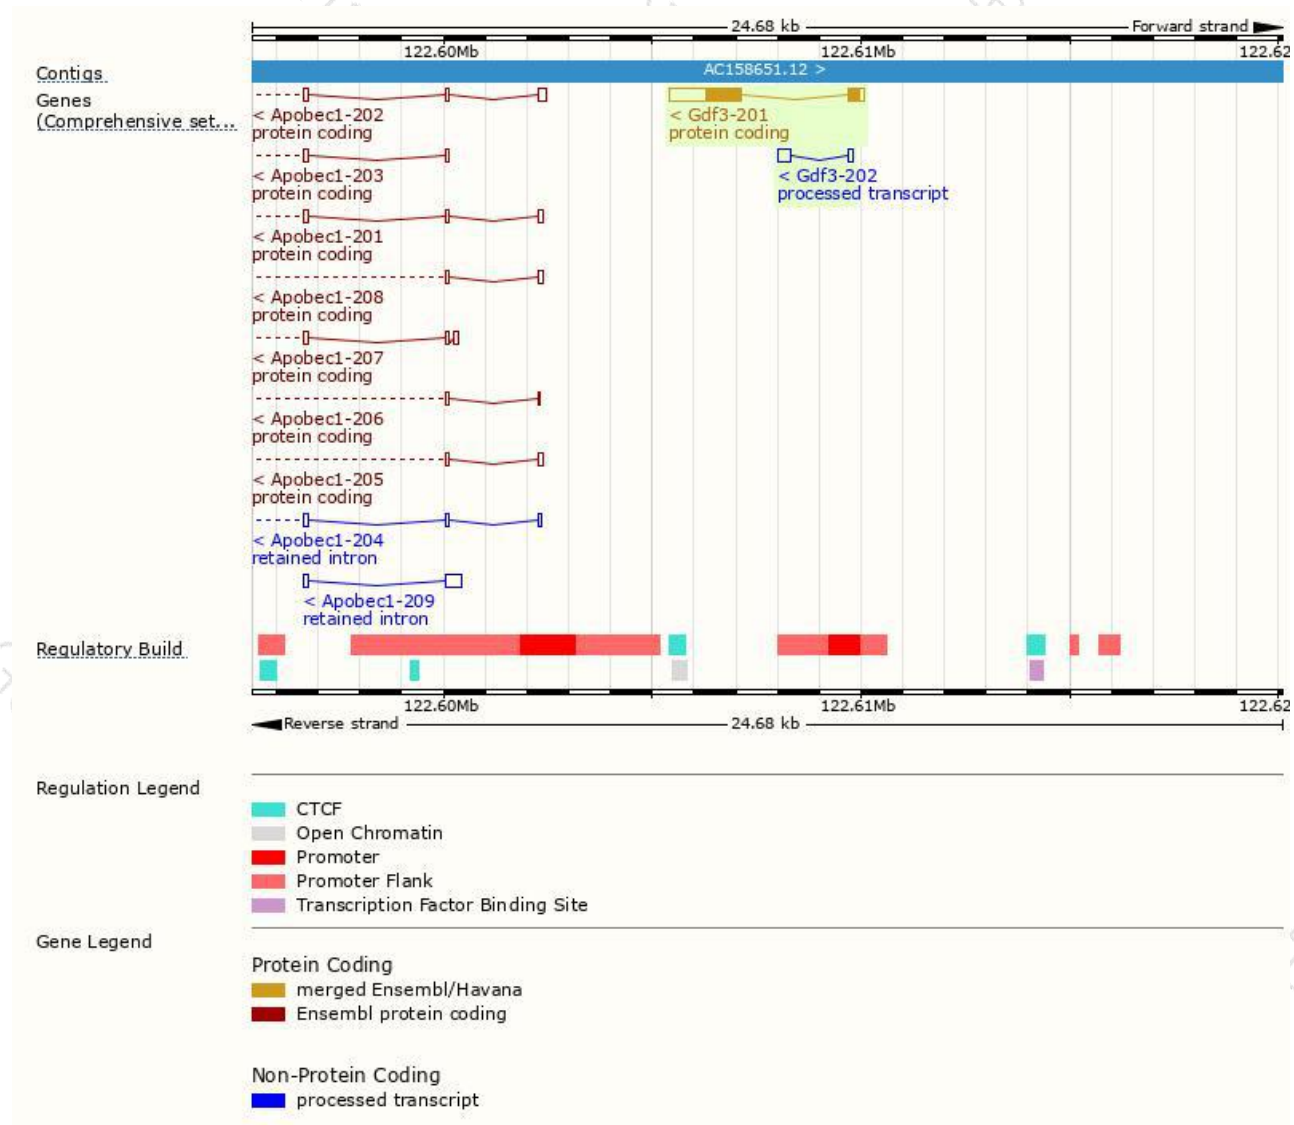 24.68 kb Forward strand
122.60Mb 122.61Mb 122.62
Contigs AC158651.12 >
Genes
(Comprehensive set...
< Apobec1-202
protein coding
< Gdf3-201
protein coding
< Apobec1-203
protein coding
< Gdf3-202
processed transcript
< Apobec1-201
protein coding
< Apobec1-208
protein coding
< Apobec1-207
protein coding
< Apobec1-206
protein coding
< Apobec1-205
protein coding
< Apobec1-204
retained intron
< Apobec1-209
retained intron
Regulatory Build
122.60Mb 122.61Mb 122.62
Reverse strand 24.68 kb
Regulation Legend
CTCF
Open Chromatin
Promoter
Promoter Flank
Transcription Factor Binding Site
Gene Legend
Protein Coding
merged Ensembl/Havana
Ensembl protein coding
Non-Protein Coding
processed transcript